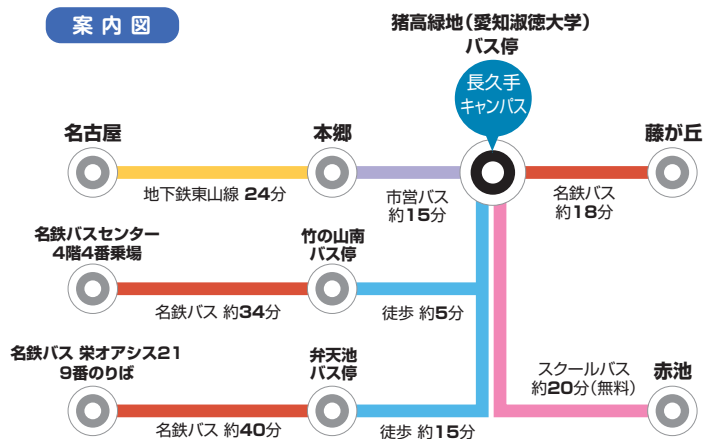 案内図
猪高緑地(愛知淑徳大学)
バス停
長久手
キャンパス
名古屋
本郷
藤が丘
地下鉄東山線 24分
市営バス
約15分
名鉄バス
約18分
名鉄バスセンター
4階4番乗場
竹の山南
バス停
名鉄バス 約34分
徒歩 約5分
名鉄バス 栄オアシス21
9番のりば
弁天池
バス停
スクールバス
約20分(無料)
赤池
名鉄バス 約40分
徒歩 約15分